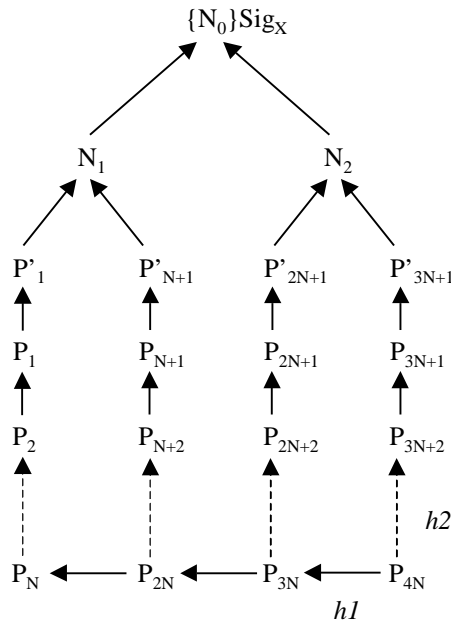 {N₀}Sigₓ
N₁ N₂
P'₁ P'N+1 P'2N+1 P'3N+1
P₁ PN+1 P2N+1 P3N+1
P₂ PN+2 P2N+2 P3N+2
h2
PN P2N P3N P4N
h1